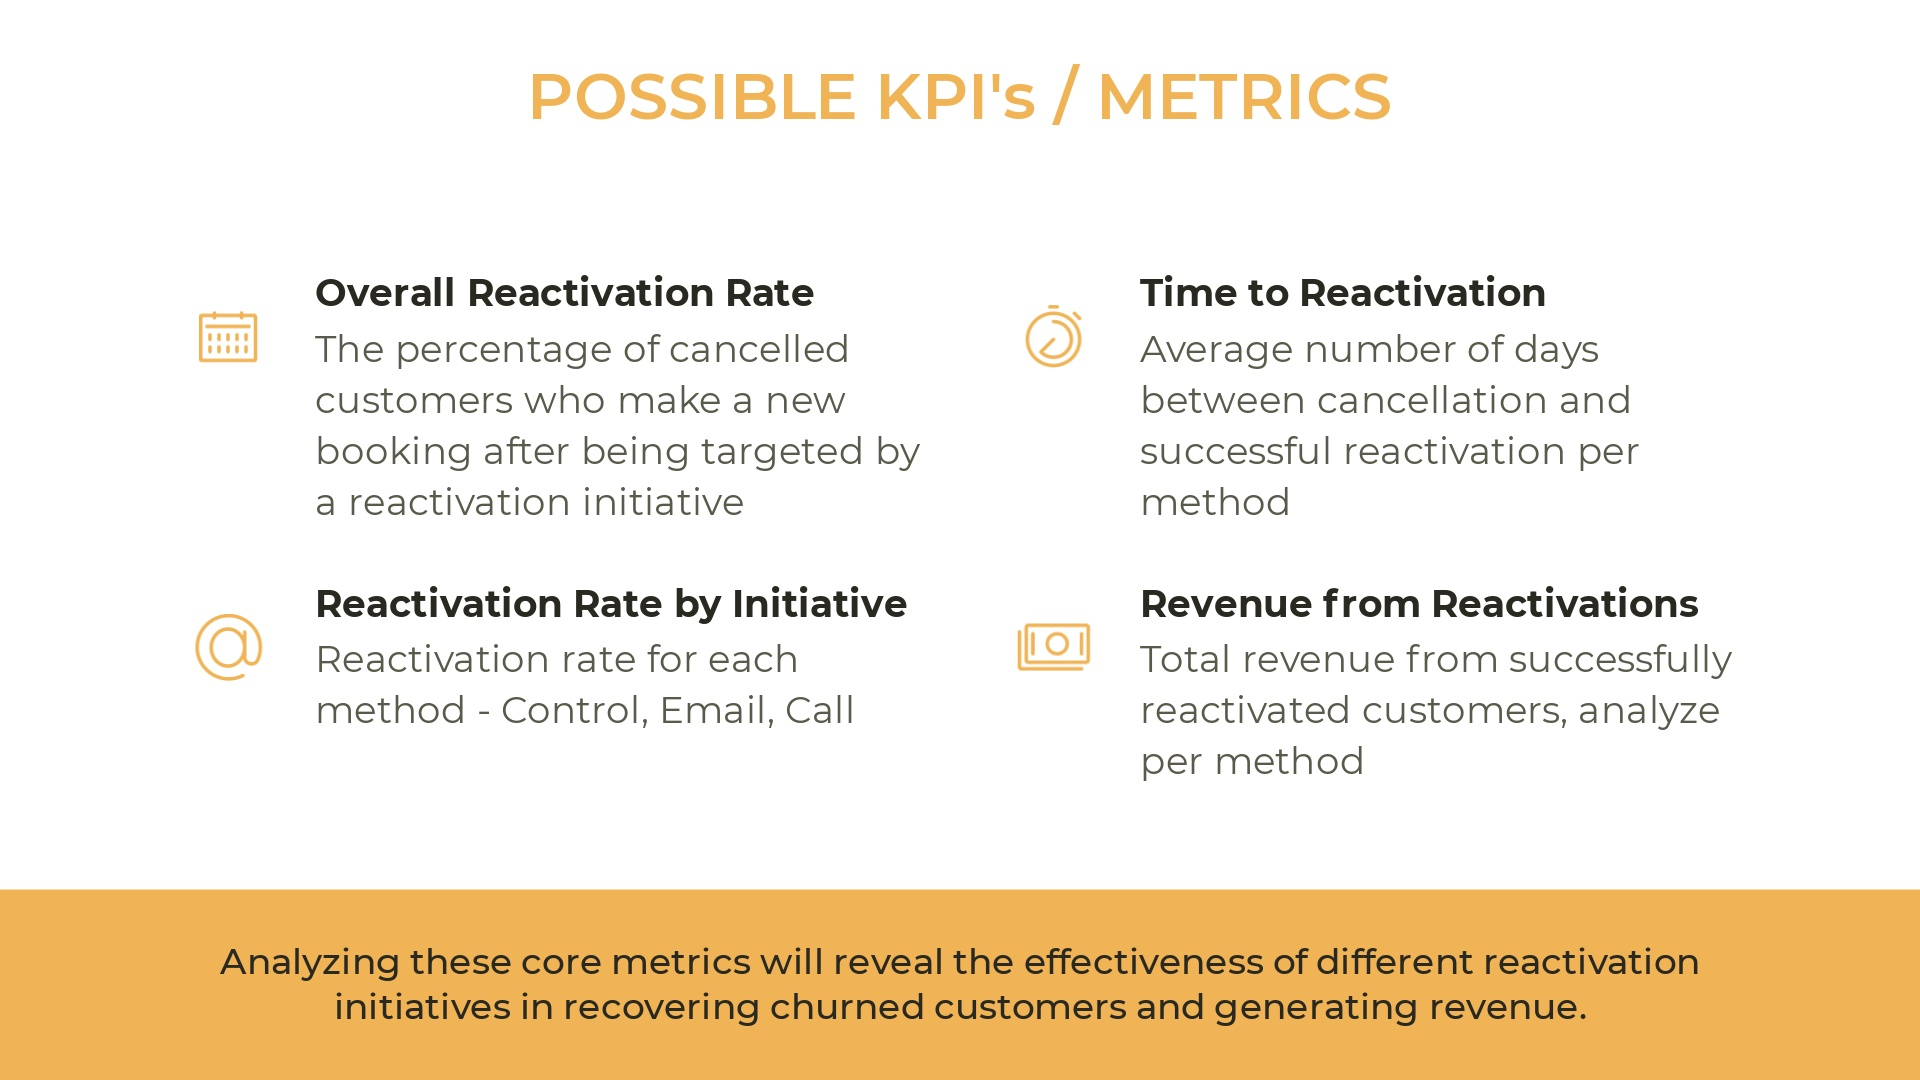 POSSIBLE KPI's / METRICS
Overall Reactivation Rate
The percentage of cancelled
customers who make a new
booking after being targeted by
a reactivation initiative
Time to Reactivation
Average number of days
between cancellation and
successful reactivation per
method
Reactivation Rate by Initiative
Reactivation rate for each
method - Control, Email, Call
Revenue from Reactivations
Total revenue from successfully
reactivated customers, analyze
per method
Analyzing these core metrics will reveal the effectiveness of different reactivation
initiatives in recovering churned customers and generating revenue.